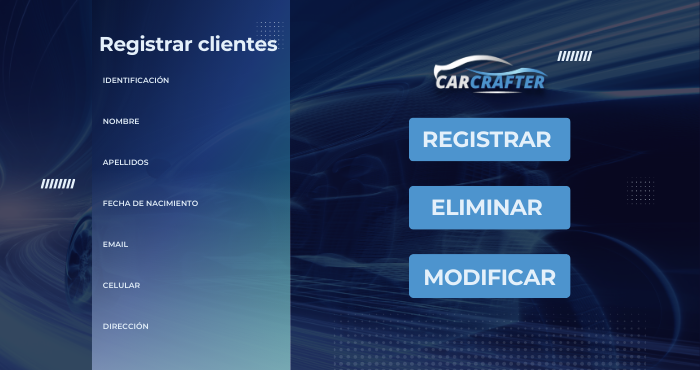 Registrar clientes
IDENTIFICACIÓN
NOMBRE
APELLIDOS
FECHA DE NACIMIENTO
EMAIL
CELULAR
DIRECCIÓN
CARCRAFTER
REGISTRAR
ELIMINAR
MODIFICAR